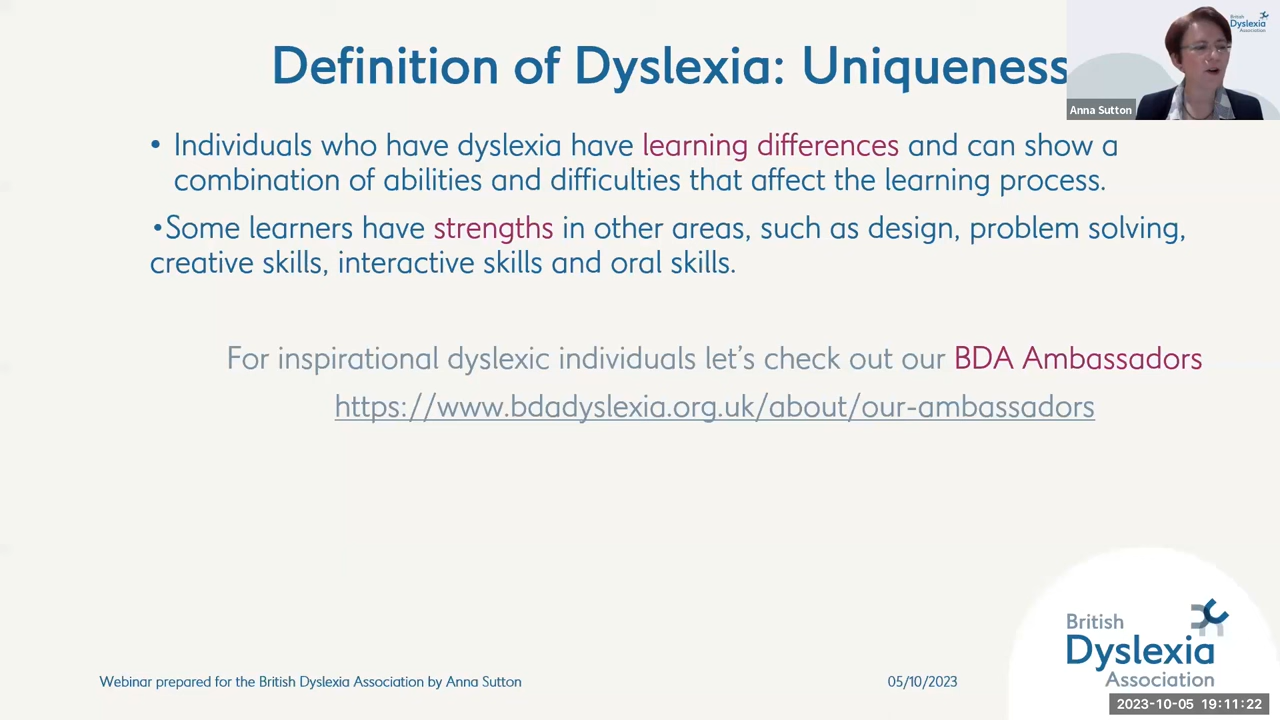 Definition of Dyslexia: Uniqueness
British
Dyslexia
Association
Anna Sutton
• Individuals who have dyslexia have learning differences and can show a
combination of abilities and difficulties that affect the learning process.
•Some learners have strengths in other areas, such as design, problem solving,
creative skills, interactive skills and oral skills.
For inspirational dyslexic individuals let's check out our BDA Ambassadors
https://www.bdadyslexia.org.uk/about/our-ambassadors
British
Dyslexia
Association
Webinar prepared for the British Dyslexia Association by Anna Sutton
05/10/2023
2023-10-05 19:11:22